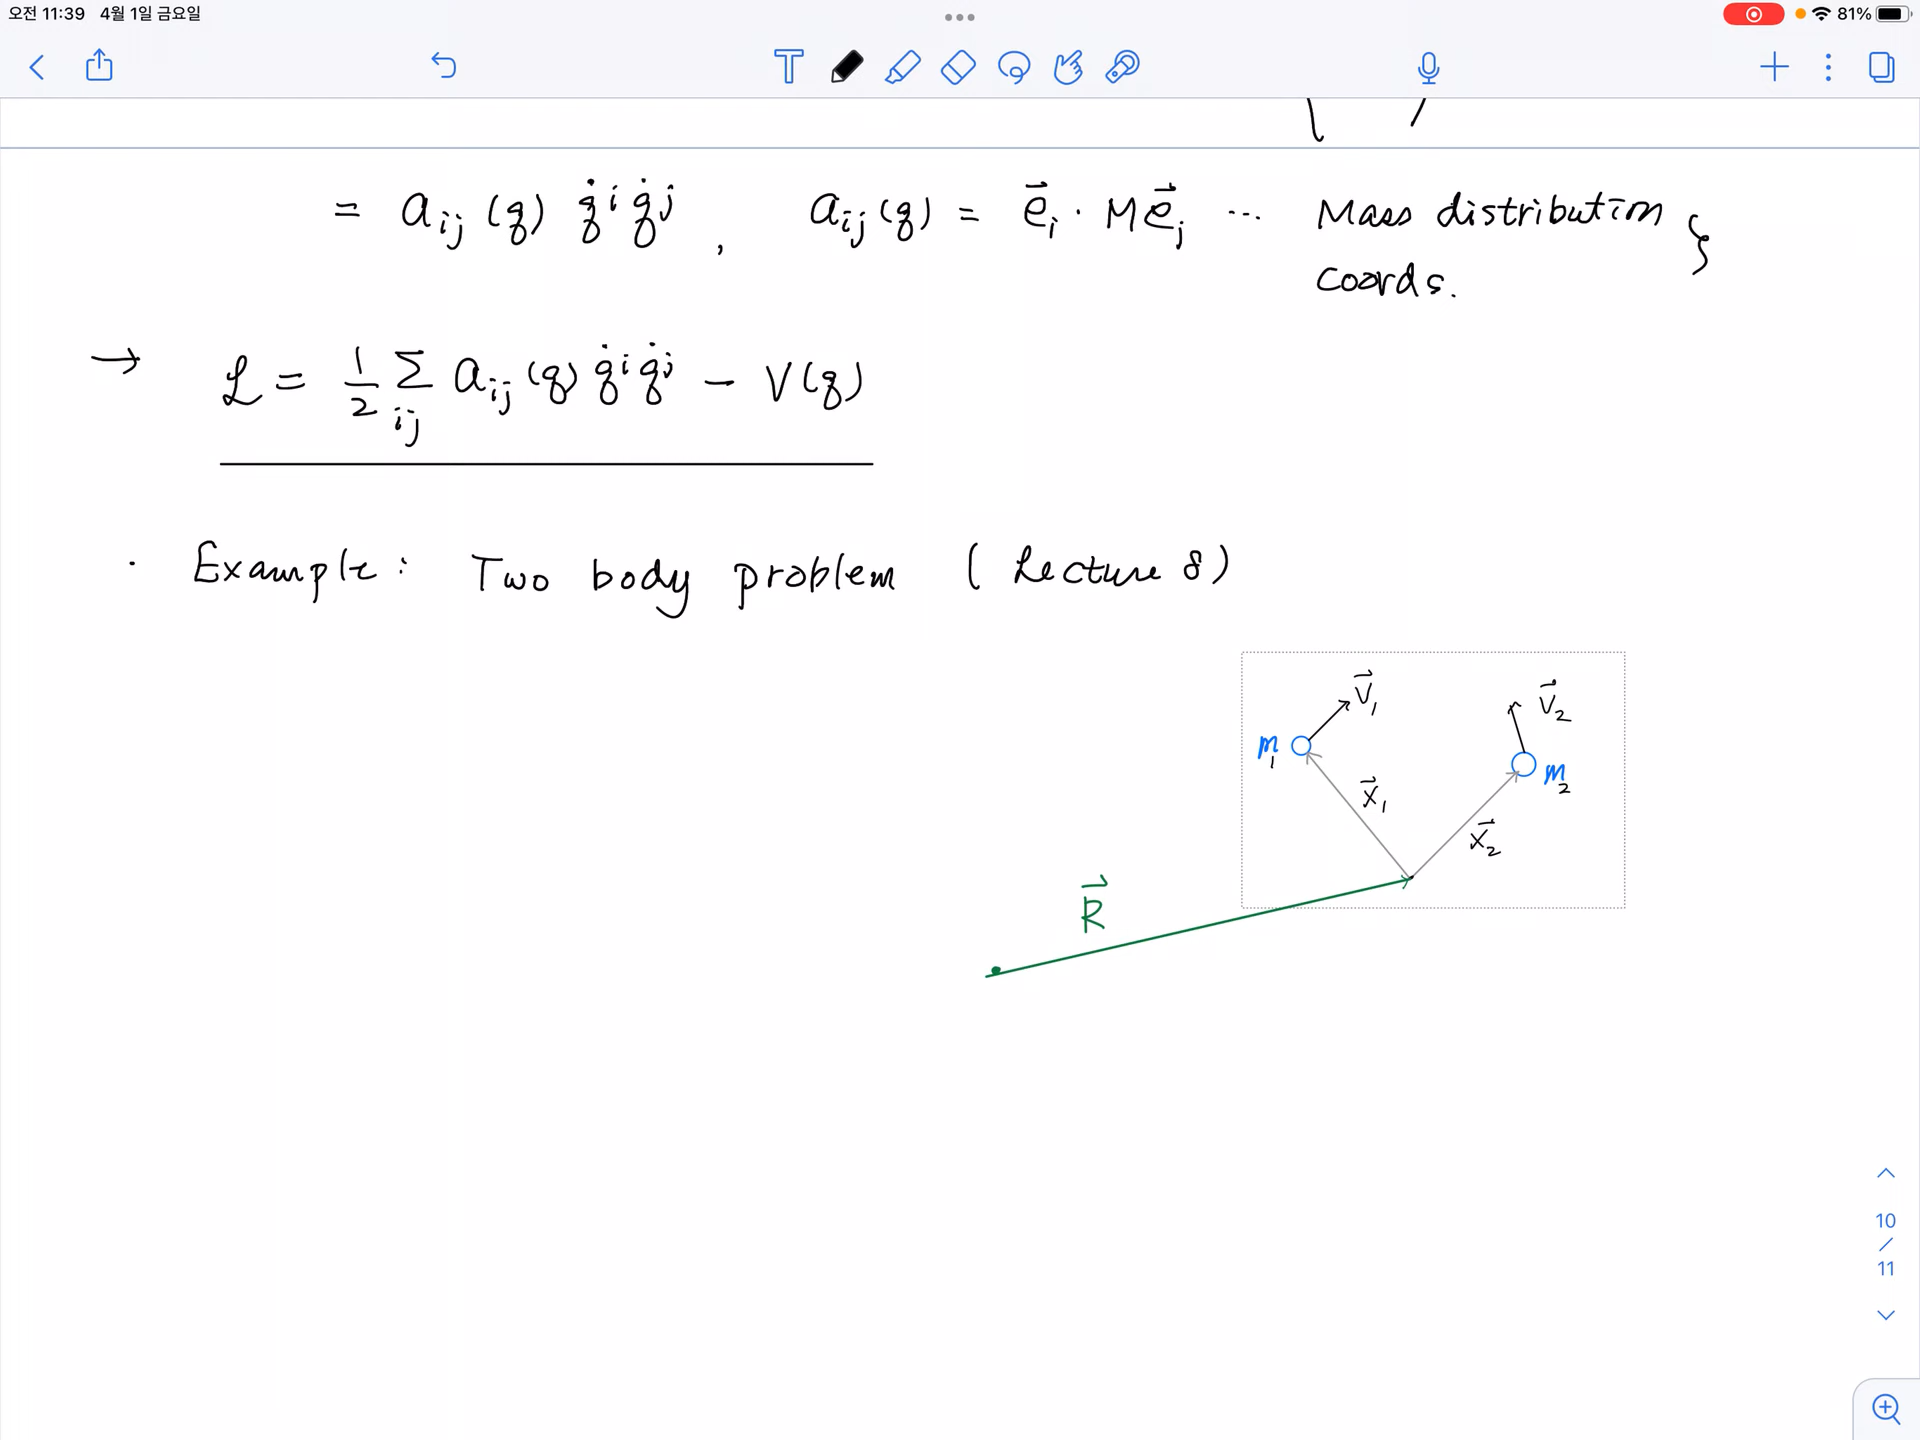 오전 11:39 4월 1일 금요일
81%
T
= a_ij (q) q̇^i q̇^j , a_ij (q) = e⃗_i · M e⃗_j ... Mass distribution }
coords.
→ ℒ = 1/2 Σ_ij a_ij (q) q̇^i q̇^j - V(q)
· Example : Two body problem ( Lecture 8 )
V⃗_1
V⃗_2
m_1
m_2
x⃗_1
x⃗_2
R⃗
10
/
11